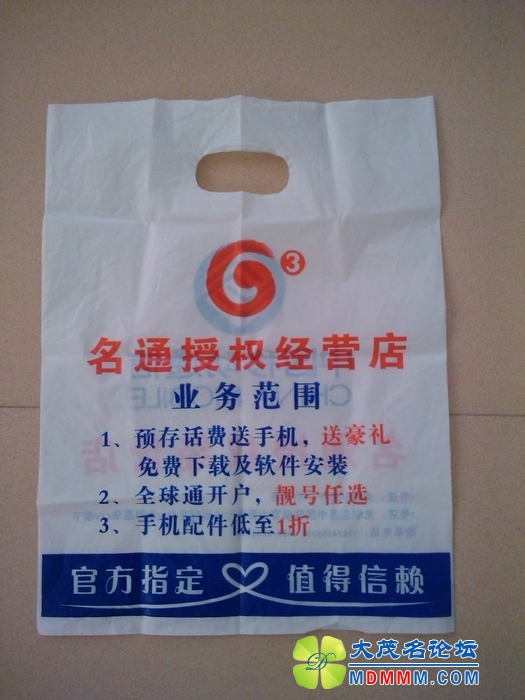 3
名通授权经营店
CHINA MOBILE
业务范围
1、预存话费送手机，送豪礼
免费下载及软件安装
2、全球通开户，靓号任选
3、手机配件低至1折
官方指定 值得信赖
大茂名论坛
MDMMM.COM